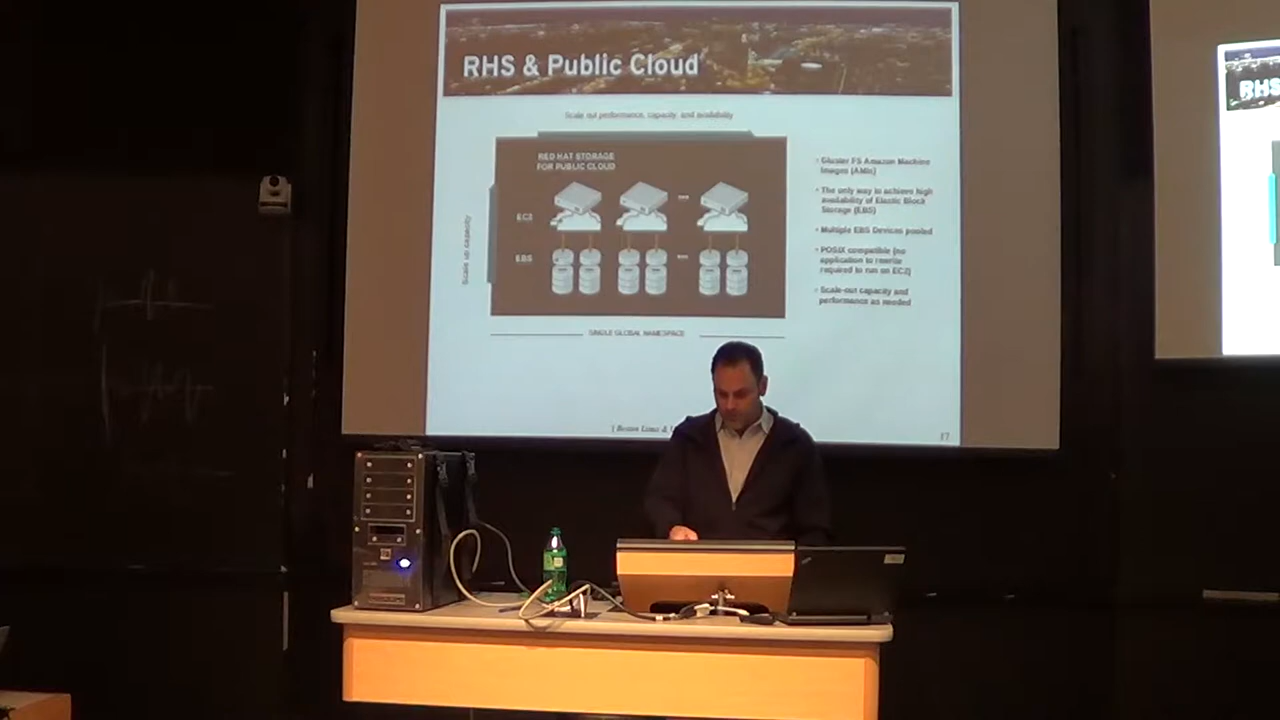 RHS & Public Cloud
Scale out performance, capacity, and availability
RED HAT STORAGE
FOR PUBLIC CLOUD
EC2
EBS
Scale up capacity
SINGLE GLOBAL NAMESPACE
• Gluster FS Amazon Machine
Images (AMIs)
• The only way to achieve high
availability of Elastic Block
Storage (EBS)
• Multiple EBS Devices pooled
• POSIX compatible (no
application to rewrite
required to run on EC2)
• Scale-out capacity and
performance as needed
[ Boston Linux &
17
RHS